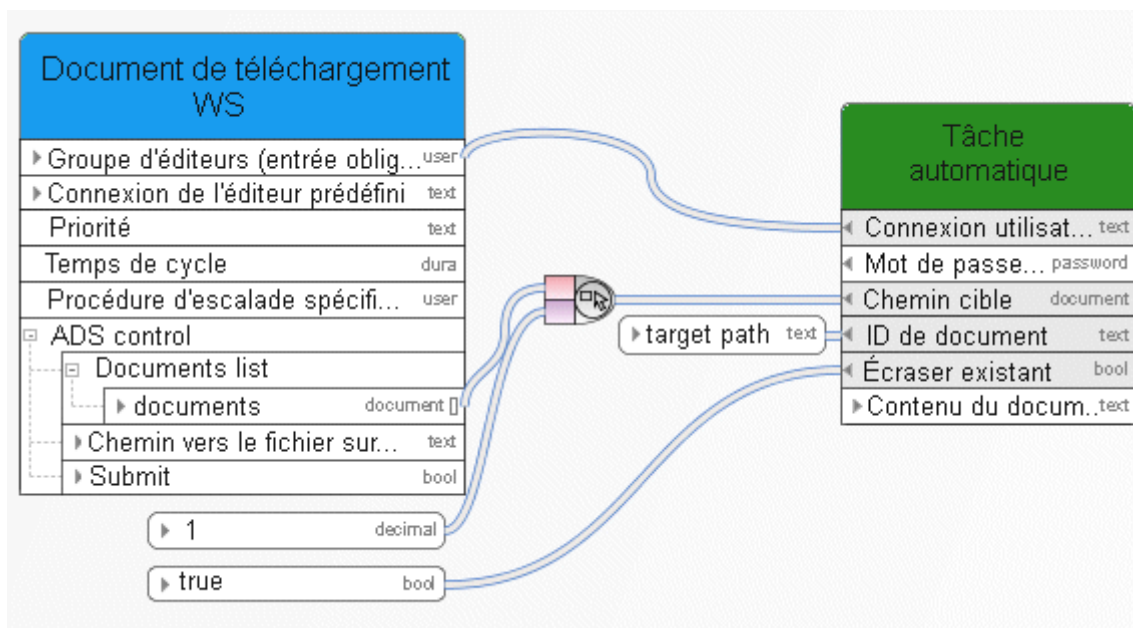 Document de téléchargement
WS
Groupe d'éditeurs (entrée oblig... user
Connexion de l'éditeur prédéfini text
Priorité text
Temps de cycle dura
Procédure d'escalade spécifi... user
ADS control
Documents list
documents document []
Chemin vers le fichier sur... text
Submit bool
1 decimal
true bool
target path text
Tâche
automatique
Connexion utilisat... text
Mot de passe... password
Chemin cible document
ID de document text
Écraser existant bool
Contenu du docum.. text